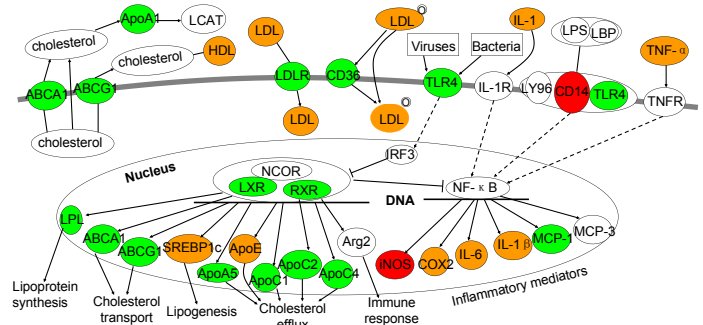 ApoA1
LCAT
cholesterol
HDL
cholesterol
ABCA1
ABCG1
cholesterol
LDL
LDLR
LDL
O
LDL
CD36
O
LDL
Viruses
Bacteria
TLR4
IL-1
IL-1R
LPS
LBP
LY96
CD14
TLR4
TNF- α
TNFR
Nucleus
NCOR
LXR
RXR
IRF3
NF- κ B
DNA
LPL
ABCA1
ABCG1
SREBP1c
ApoE
ApoA5
ApoC1
ApoC2
ApoC4
Arg2
iNOS
COX2
IL-6
IL-1 β
MCP-1
MCP-3
Lipoprotein
synthesis
Cholesterol
transport
Lipogenesis
Cholesterol
efflux
Immune
response
Inflammatory mediators